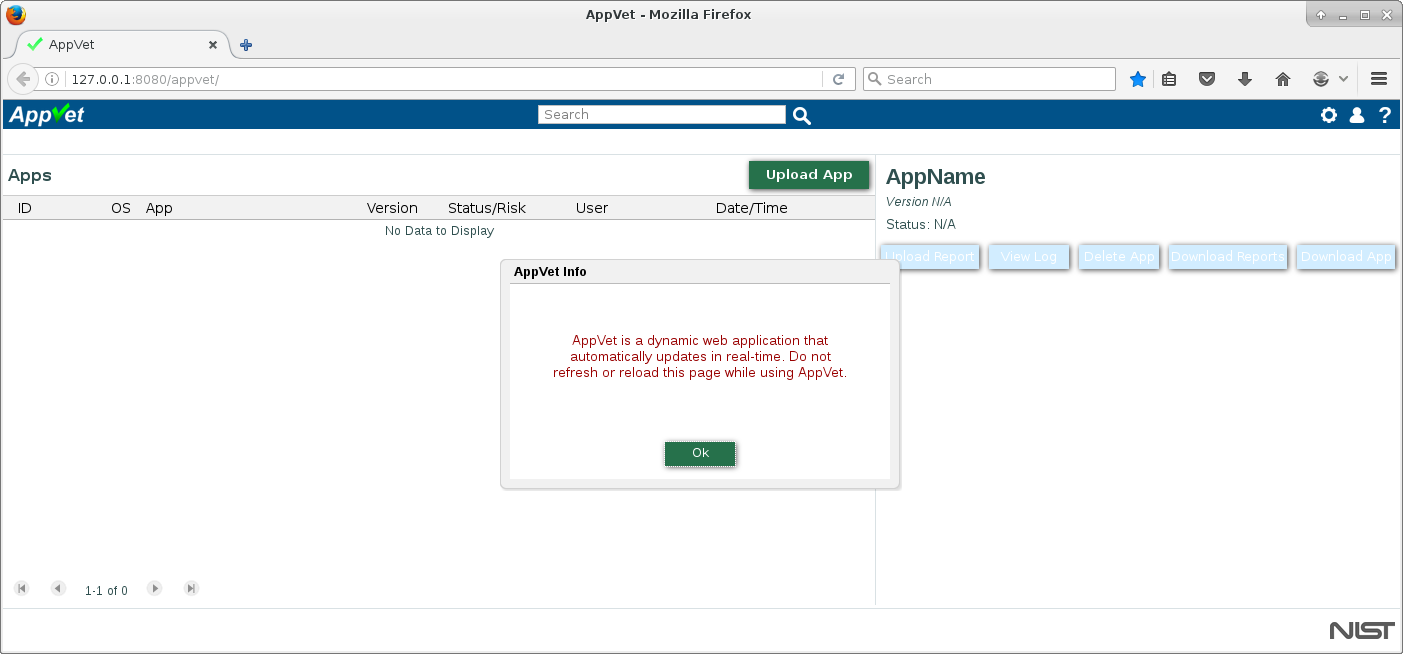 AppVet - Mozilla Firefox
AppVet
127.0.0.1:8080/appvet/
Search
AppVet
Search
?
Apps
Upload App
ID OS App Version Status/Risk User Date/Time
No Data to Display
AppName
Version N/A
Status: N/A
Upload Report View Log Delete App Download Reports Download App
AppVet Info
AppVet is a dynamic web application that
automatically updates in real-time. Do not
refresh or reload this page while using AppVet.
Ok
1-1 of 0
NIST